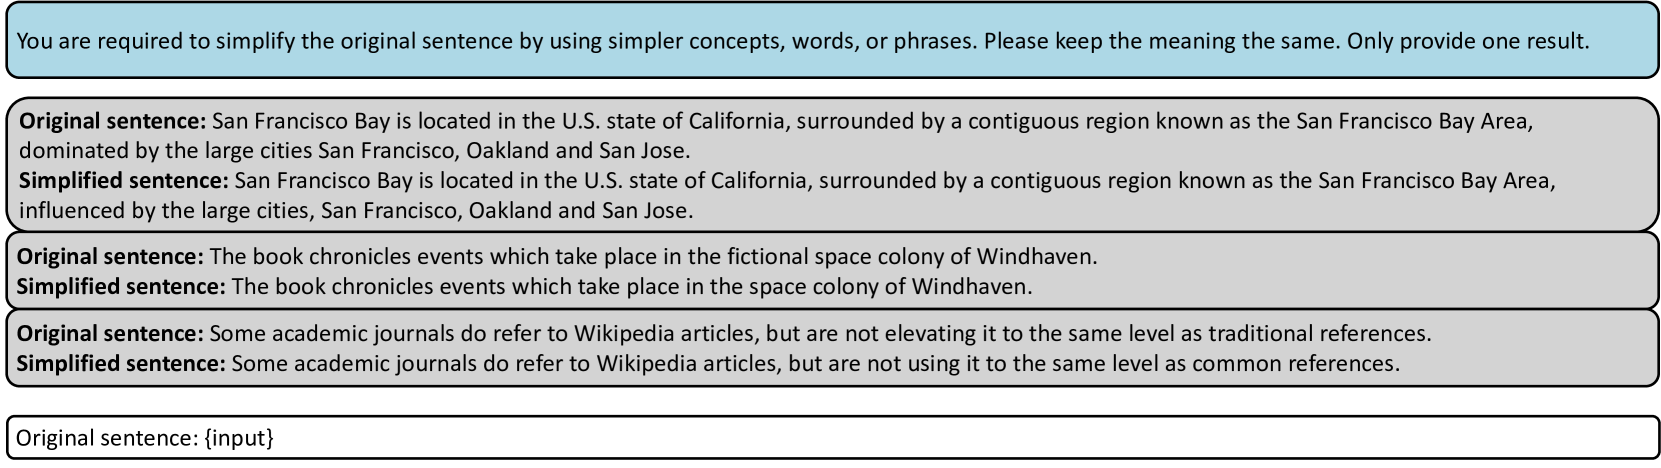 You are required to simplify the original sentence by using simpler concepts, words, or phrases. Please keep the meaning the same. Only provide one result.
Original sentence: San Francisco Bay is located in the U.S. state of California, surrounded by a contiguous region known as the San Francisco Bay Area,
dominated by the large cities San Francisco, Oakland and San Jose.
Simplified sentence: San Francisco Bay is located in the U.S. state of California, surrounded by a contiguous region known as the San Francisco Bay Area,
influenced by the large cities, San Francisco, Oakland and San Jose.
Original sentence: The book chronicles events which take place in the fictional space colony of Windhaven.
Simplified sentence: The book chronicles events which take place in the space colony of Windhaven.
Original sentence: Some academic journals do refer to Wikipedia articles, but are not elevating it to the same level as traditional references.
Simplified sentence: Some academic journals do refer to Wikipedia articles, but are not using it to the same level as common references.
Original sentence: {input}